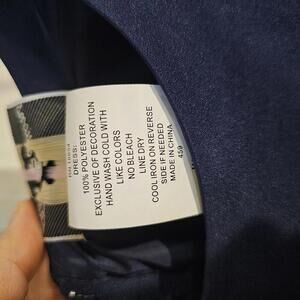 DRESS:
100% POLYESTER
EXCLUSIVE OF DECORATION
HAND WASH COLD WITH
LIKE COLORS
NO BLEACH
LINE DRY
COOL IRON ON REVERSE
SIDE IF NEEDED
MADE IN CHINA
459